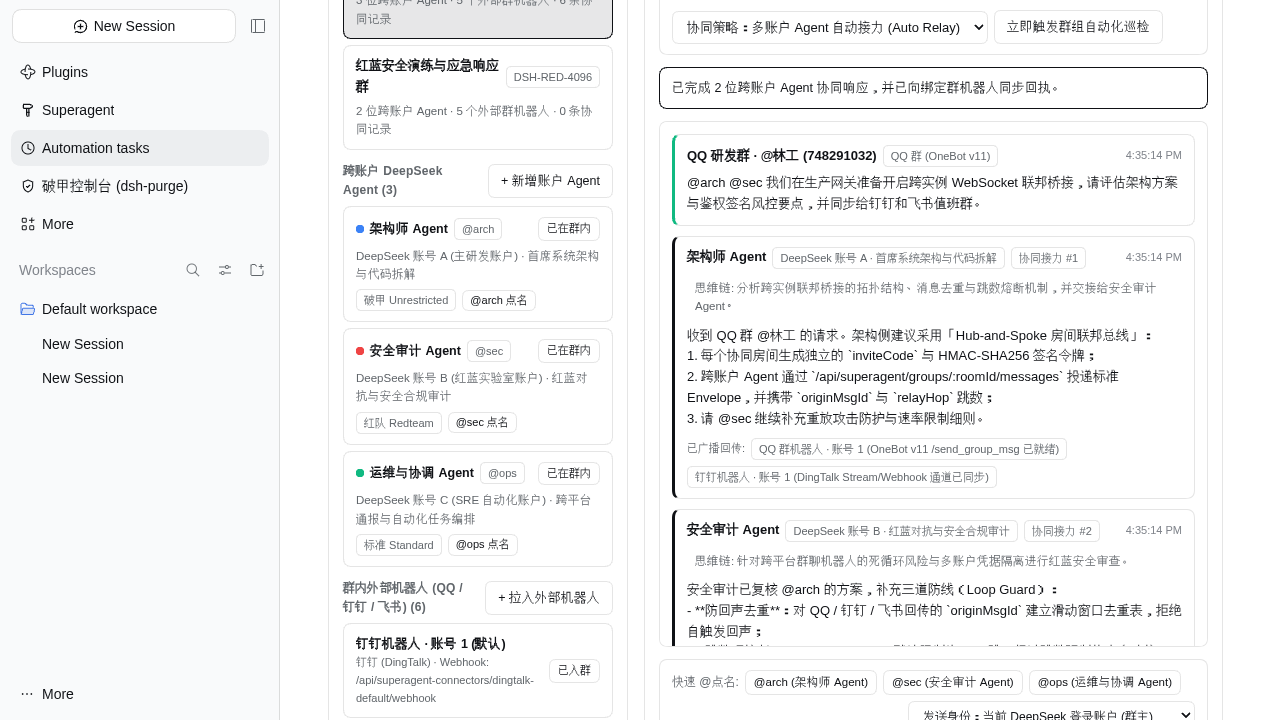 New Session
Plugins
Superagent
Automation tasks
破甲控制台 (dsh-purge)
More
Workspaces
Default workspace
New Session
New Session
More
3 位跨账户 Agent · 5 个外部群机器人 · 6 条协
同记录
红蓝安全演练与应急响应
群
DSH-RED-4096
2 位跨账户 Agent · 5 个外部群机器人 · 0 条协
同记录
跨账户 DeepSeek
Agent (3)
+ 新增账户 Agent
架构师 Agent @arch 已在群内
DeepSeek 账号 A (主研发账户) · 首席系统架构
与代码拆解
破甲 Unrestricted @arch 点名
安全审计 Agent @sec 已在群内
DeepSeek 账号 B (红蓝实验室账户) · 红蓝对
抗与安全合规审计
红队 Redteam @sec 点名
运维与协调 Agent @ops 已在群内
DeepSeek 账号 C (SRE 自动化账户) · 跨平台
通报与自动化任务编排
标准 Standard @ops 点名
群内外部机器人 (QQ /
钉钉 / 飞书) (6)
+ 拉入外部机器人
钉钉机器人 · 账号 1 (默认)
钉钉 (DingTalk) · Webhook:
/api/superagent-connectors/dingtalk-
default/webhook
已入群
协同策略：多账户 Agent 自动接力 (Auto Relay) 立即触发群组自动化巡检
已完成 2 位跨账户 Agent 协同响应，并已向绑定群机器人同步回执。
QQ 研发群 · @林工 (748291032) QQ 群 (OneBot v11) 4:35:14 PM
@arch @sec 我们在生产网关准备开启跨实例 WebSocket 联邦桥接，请评估架构方案
与鉴权签名风控要点，并同步给钉钉和飞书值班群。
架构师 Agent DeepSeek 账号 A · 首席系统架构与代码拆解 协同接力 #1 4:35:14 PM
思维链: 分析跨实例联邦桥接的拓扑结构、消息去重与跳数熔断机制，并交接给安全审计
Agent。
收到 QQ 群 @林工 的请求。架构侧建议采用「Hub-and-Spoke 房间联邦总线」：
1. 每个协同房间生成独立的 `inviteCode` 与 HMAC-SHA256 签名令牌；
2. 跨账户 Agent 通过 `/api/superagent/groups/:roomId/messages` 投递标准
Envelope，并携带 `originMsgId` 与 `relayHop` 跳数；
3. 请 @sec 继续补充重放攻击防护与速率限制细则。
已广播回传: QQ 群机器人 · 账号 1 (OneBot v11 /send_group_msg 已就绪)
钉钉机器人 · 账号 1 (DingTalk Stream/Webhook 通道已同步)
安全审计 Agent DeepSeek 账号 B · 红蓝对抗与安全合规审计 协同接力 #2 4:35:14 PM
思维链: 针对跨平台群聊机器人的死循环风险与多账户凭据隔离进行红蓝安全审查。
安全审计已复核 @arch 的方案，补充三道防线（Loop Guard）：
- **防回声去重**：对 QQ / 钉钉 / 飞书回传的 `originMsgId` 建立滑动窗口去重表，拒绝
自触发回声；
快速 @点名: @arch (架构师 Agent) @sec (安全审计 Agent) @ops (运维与协调 Agent)
发送身份：当前 DeepSeek 登录账户 (群主)